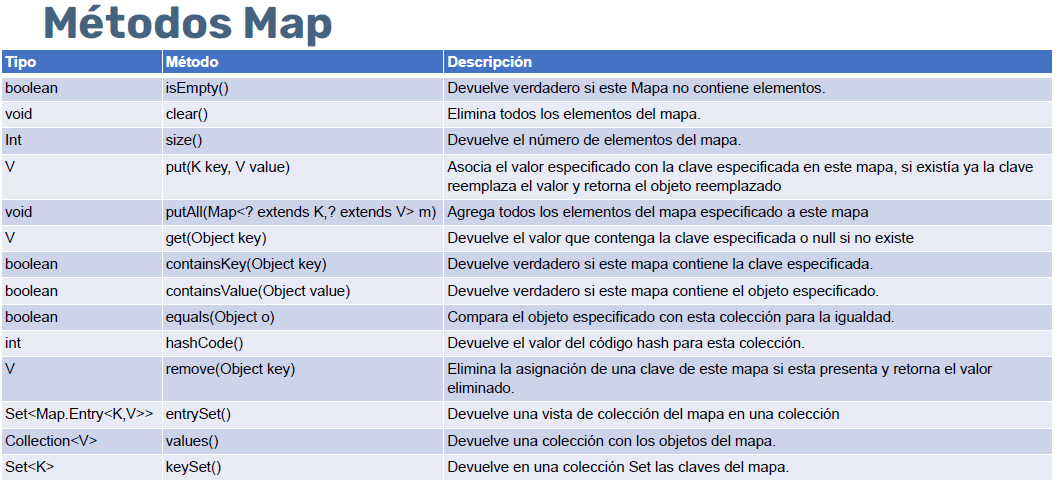 Métodos Map
Tipo Método Descripción
boolean isEmpty() Devuelve verdadero si este Mapa no contiene elementos.
void clear() Elimina todos los elementos del mapa.
Int size() Devuelve el número de elementos del mapa.
V put(K key, V value) Asocia el valor especificado con la clave especificada en este mapa, si existía ya la clave
reemplaza el valor y retorna el objeto reemplazado
void putAll(Map<? extends K,? extends V> m) Agrega todos los elementos del mapa especificado a este mapa
V get(Object key) Devuelve el valor que contenga la clave especificada o null si no existe
boolean containsKey(Object key) Devuelve verdadero si este mapa contiene la clave especificada.
boolean containsValue(Object value) Devuelve verdadero si este mapa contiene el objeto especificado.
boolean equals(Object o) Compara el objeto especificado con esta colección para la igualdad.
int hashCode() Devuelve el valor del código hash para esta colección.
V remove(Object key) Elimina la asignación de una clave de este mapa si esta presenta y retorna el valor
eliminado.
Set<Map.Entry<K,V>> entrySet() Devuelve una vista de colección del mapa en una colección
Collection<V> values() Devuelve una colección con los objetos del mapa.
Set<K> keySet() Devuelve en una colección Set las claves del mapa.